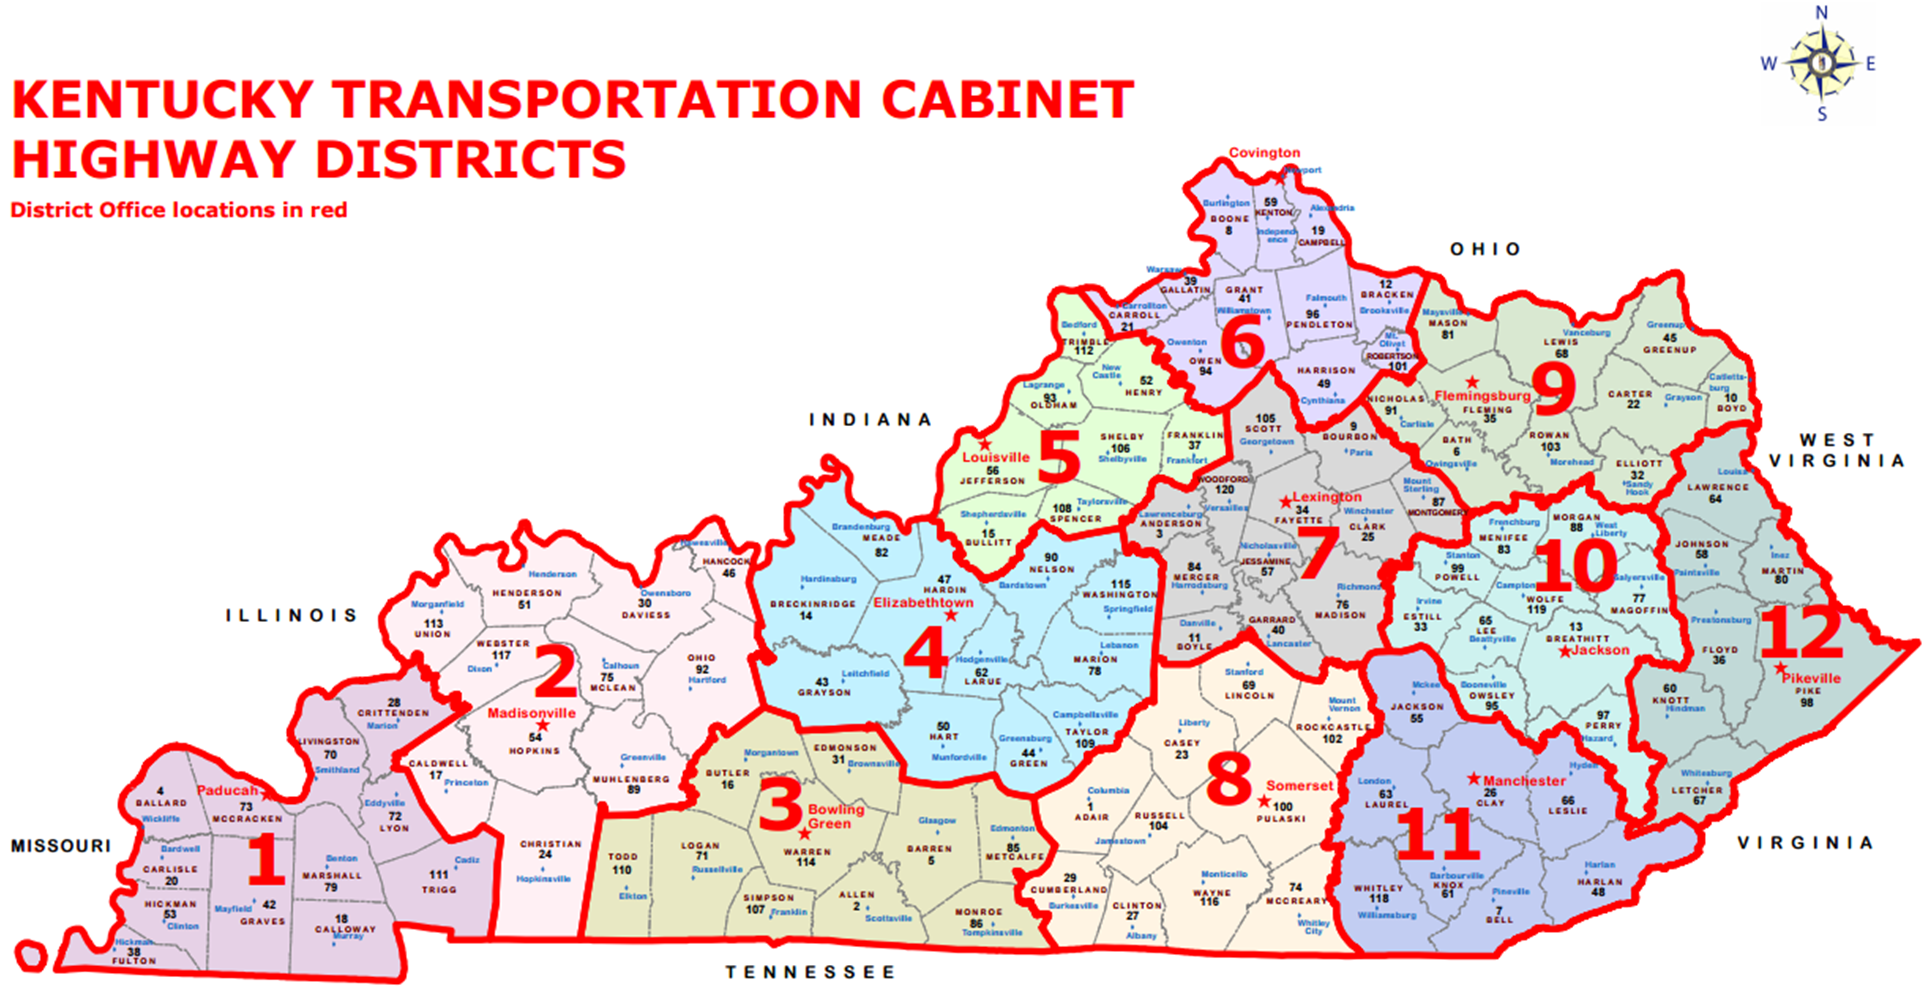 N
W E
S
KENTUCKY TRANSPORTATION CABINET
HIGHWAY DISTRICTS
District Office locations in red
OHIO
INDIANA
ILLINOIS
MISSOURI
TENNESSEE
WEST
VIRGINIA
VIRGINIA
1
Paducah
4
BALLARD
Wickliffe
73
MCCRACKEN
28
CRITTENDEN
Marion
LIVINGSTON
70
Smithland
Eddyville
72
LYON
Bardwell
CARLISLE
20
HICKMAN
53
Clinton
Hickman
38
FULTON
Mayfield
42
GRAVES
Benton
MARSHALL
79
18
CALLOWAY
Murray
Cadiz
111
TRIGG
2
Madisonville
54
HOPKINS
Henderson
HENDERSON
51
Morganfield
113
UNION
WEBSTER
117
Dixon
Owensboro
30
DAVIESS
HANCOCK
46
OHIO
92
Hartford
Calhoun
75
MCLEAN
Greenville
MUHLENBERG
89
CALDWELL
17
Princeton
CHRISTIAN
24
Hopkinsville
3
Bowling
Green
WARREN
114
Morgantown
BUTLER
16
EDMONSON
31
Brownsville
TODD
110
Elkton
LOGAN
71
Russellville
SIMPSON
107
Franklin
ALLEN
2
Scottsville
Glasgow
BARREN
5
Edmonton
85
METCALFE
MONROE
86
Tompkinsville
4
Elizabethtown
47
HARDIN
Brandenburg
MEADE
82
Hardinsburg
BRECKINRIDGE
14
43
GRAYSON
Leitchfield
90
NELSON
Bardstown
115
WASHINGTON
Springfield
Lebanon
MARION
78
Hodgenville
62
LARUE
50
HART
Munfordville
Greensburg
44
GREEN
Campbellsville
TAYLOR
109
5
Louisville
56
JEFFERSON
Bedford
TRIMBLE
112
New
Castle
52
HENRY
Lagrange
93
OLDHAM
SHELBY
106
Shelbyville
FRANKLIN
37
Frankfort
Taylorsville
108
SPENCER
Shepherdsville
15
BULLITT
6
Covington
Burlington
BOONE
8
59
KENTON
Independ-
ence
19
CAMPBELL
39
GALLATIN
Carrollton
CARROLL
21
GRANT
41
Williamstown
Falmouth
96
PENDLETON
12
BRACKEN
Brooksville
Mt.
Olivet
ROBERTSON
101
Owenton
OWEN
94
HARRISON
49
Cynthiana
7
Lexington
34
FAYETTE
105
SCOTT
Georgetown
9
BOURBON
Paris
WOODFORD
120
Versailles
Lawrenceburg
ANDERSON
3
84
MERCER
Harrodsburg
Nicholasville
JESSAMINE
57
Winchester
CLARK
25
Mount
Sterling
87
MONTGOMERY
Richmond
76
MADISON
Danville
11
BOYLE
GARRARD
40
Lancaster
8
Somerset
100
PULASKI
Stanford
69
LINCOLN
Mount
Vernon
ROCKCASTLE
102
Liberty
CASEY
23
Columbia
1
ADAIR
RUSSELL
104
Jamestown
29
CUMBERLAND
Burkesville
CLINTON
27
Albany
Monticello
WAYNE
116
74
MCCREARY
Whitley
City
9
Flemingsburg
FLEMING
35
Maysville
MASON
81
Vanceburg
LEWIS
68
Greenup
45
GREENUP
Catletts-
burg
10
BOYD
CARTER
22
Grayson
NICHOLAS
91
Carlisle
BATH
6
Owingsville
ROWAN
103
Morehead
ELLIOTT
32
Sandy
Hook
10
Jackson
13
BREATHITT
Frenchburg
MENIFEE
83
MORGAN
88
West
Liberty
Stanton
99
POWELL
Campton
WOLFE
119
Salyersville
77
MAGOFFIN
Irvine
ESTILL
33
65
LEE
Beattyville
Booneville
OWSLEY
95
97
PERRY
Hazard
11
Manchester
26
CLAY
Mckee
JACKSON
55
London
63
LAUREL
Hyden
66
LESLIE
WHITLEY
118
Williamsburg
Barbourville
KNOX
61
Pineville
7
BELL
Harlan
HARLAN
48
12
Pikeville
PIKE
98
Louisa
LAWRENCE
64
JOHNSON
58
Paintsville
Inez
MARTIN
80
Prestonsburg
FLOYD
36
60
KNOTT
Hindman
Whitesburg
LETCHER
67